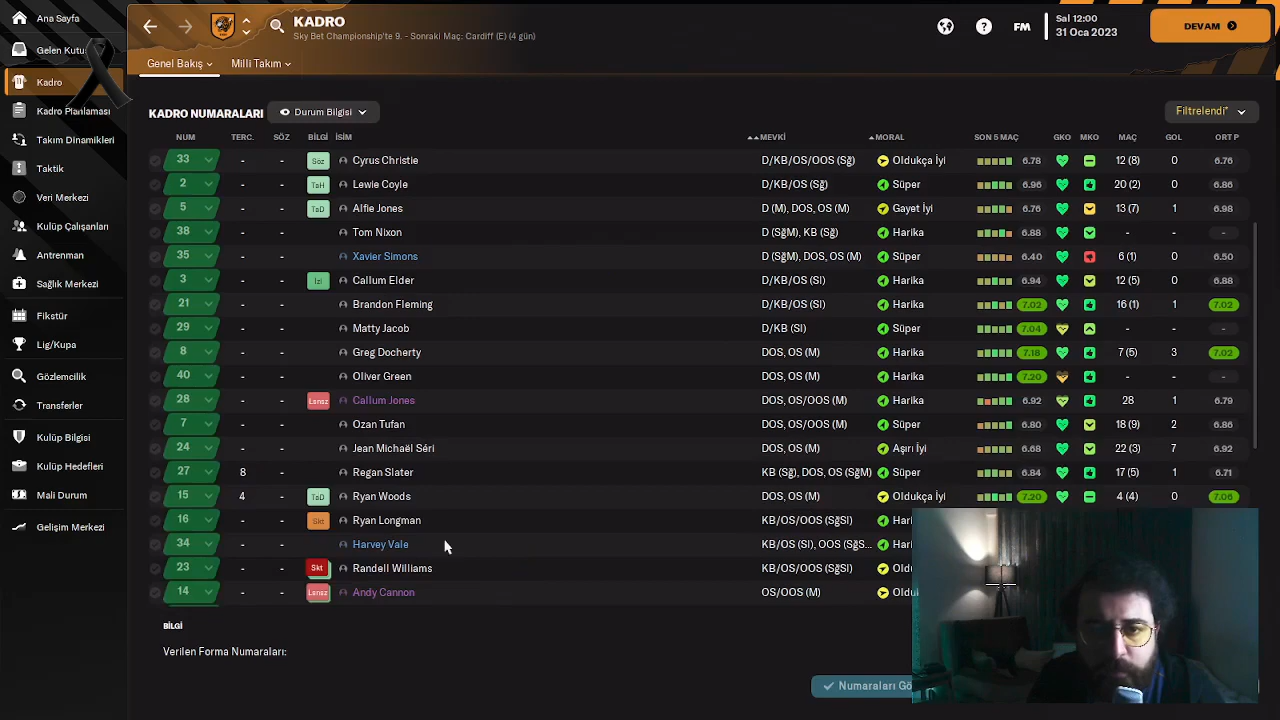 Ana Sayfa
KADRO
Sky Bet Championship'te 9. - Sonraki Maç: Cardiff (E) (4 gün)
FM
Sal 12:00
31 Oca 2023
DEVAM
Gelen Kutu
Kadro
Kadro Planlaması
Takım Dinamikleri
Taktik
Veri Merkezi
Kulüp Çalışanları
Antrenman
Sağlık Merkezi
Fikstür
Lig/Kupa
Gözlemcilik
Transferler
Kulüp Bilgisi
Kulüp Hedefleri
Mali Durum
Gelişim Merkezi
Genel Bakış
Milli Takım
KADRO NUMARALARI
Durum Bilgisi
Filtrelendi*
NUM TERC. SÖZ BİLGİ İSİM MEVKİ MORAL SON 5 MAÇ GKO MKO MAÇ GOL ORT P
33 - - Söz Cyrus Christie D/KB/OS/OOS (Sğ) Oldukça İyi 6.78 12 (8) 0 6.76
2 - - TaH Lewie Coyle D/KB/OS (Sğ) Süper 6.96 20 (2) 0 6.86
5 - - TaD Alfie Jones D (M), DOS, OS (M) Gayet İyi 6.76 13 (7) 1 6.98
38 - - Tom Nixon D (SğM), KB (Sğ) Harika 6.88 - - -
35 - - Xavier Simons D (SğM), DOS, OS (M) Süper 6.40 6 (1) 0 6.50
3 - - İzi Callum Elder D/KB/OS (Sl) Harika 6.94 12 (5) 0 6.88
21 - - Brandon Fleming D/KB/OS (Sl) Harika 7.02 16 (1) 1 7.02
29 - - Matty Jacob D/KB (Sl) Süper 7.04 - - -
8 - - Greg Docherty DOS, OS (M) Harika 7.18 7 (5) 3 7.02
40 - - Oliver Green DOS, OS (M) Harika 7.20 - - -
28 - - Lsnsz Callum Jones DOS, OS/OOS (M) Harika 6.92 28 1 6.79
7 - - Ozan Tufan DOS, OS/OOS (M) Süper 6.80 18 (9) 2 6.86
24 - - Jean Michaël Séri DOS, OS (M) Aşırı İyi 6.68 22 (3) 7 6.92
27 8 - Regan Slater KB (Sğ), DOS, OS (SğM) Süper 6.84 17 (5) 1 6.71
15 4 - TaD Ryan Woods DOS, OS (M) Oldukça İyi 7.20 4 (4) 0 7.06
16 - - Skt Ryan Longman KB/OS/OOS (SğSl) Hari
34 - - Harvey Vale KB/OS (Sl), OOS (SğS... Hari
23 - - Skt Randell Williams KB/OS/OOS (SğSl) Oldu
14 - - Lsnsz Andy Cannon OS/OOS (M) Olduk
BİLGİ
Verilen Forma Numaraları:
Numaraları Gö